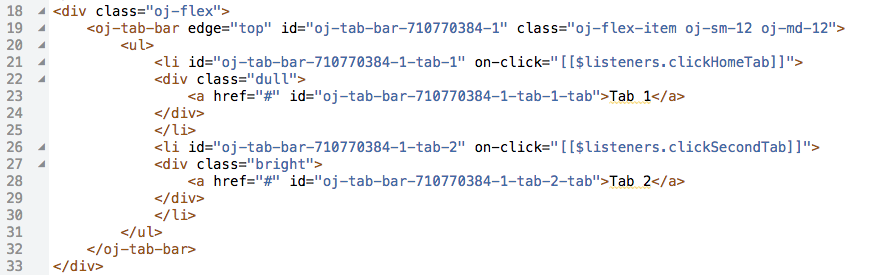 18 <div class="oj-flex">
19 <oj-tab-bar edge="top" id="oj-tab-bar-710770384-1" class="oj-flex-item oj-sm-12 oj-md-12">
20 <ul>
21 <li id="oj-tab-bar-710770384-1-tab-1" on-click="[[$listeners.clickHomeTab]]">
22 <div class="dull">
23 <a href="#" id="oj-tab-bar-710770384-1-tab-1-tab">Tab 1</a>
24 </div>
25 </li>
26 <li id="oj-tab-bar-710770384-1-tab-2" on-click="[[$listeners.clickSecondTab]]">
27 <div class="bright">
28 <a href="#" id="oj-tab-bar-710770384-1-tab-2-tab">Tab 2</a>
29 </div>
30 </li>
31 </ul>
32 </oj-tab-bar>
33 </div>